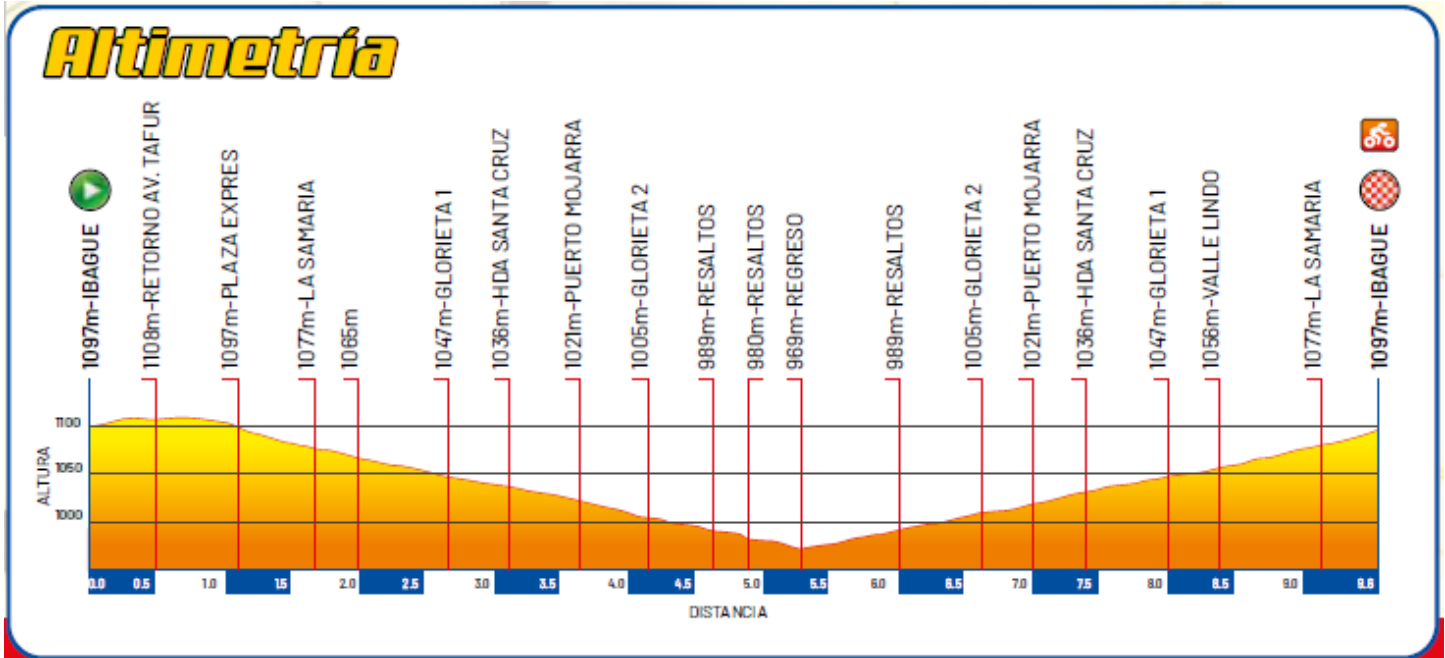 Altimetría
1097m-IBAGUE
1108m-RETORNO AV. TAFUR
1097m-PLAZA EXPRES
1077m-LA SAMARIA
1065m
1047m-GLORIETA 1
1036m-HDA SANTA CRUZ
1021m-PUERTO MOJARRA
1005m-GLORIETA 2
989m-RESALTOS
980m-RESALTOS
969m-REGRESO
989m-RESALTOS
1005m-GLORIETA 2
1021m-PUERTO MOJARRA
1036m-HDA SANTA CRUZ
1047m-GLORIETA 1
1056m-VALLE LINDO
1077m-LA SAMARIA
1097m-IBAGUE
ALTURA
1100
1050
1000
0.0 0.5 1.0 1.5 2.0 2.5 3.0 3.5 4.0 4.5 5.0 5.5 6.0 6.5 7.0 7.5 8.0 8.5 9.0 9.6
DISTANCIA